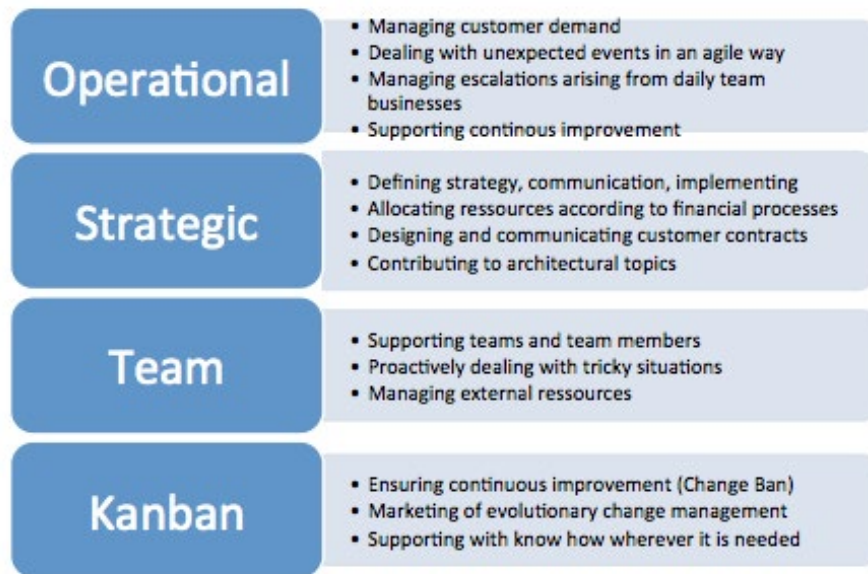 Operational
• Managing customer demand
• Dealing with unexpected events in an agile way
• Managing escalations arising from daily team
businesses
• Supporting continous improvement
Strategic
• Defining strategy, communication, implementing
• Allocating ressources according to financial processes
• Designing and communicating customer contracts
• Contributing to architectural topics
Team
• Supporting teams and team members
• Proactively dealing with tricky situations
• Managing external ressources
Kanban
• Ensuring continuous improvement (Change Ban)
• Marketing of evolutionary change management
• Supporting with know how wherever it is needed